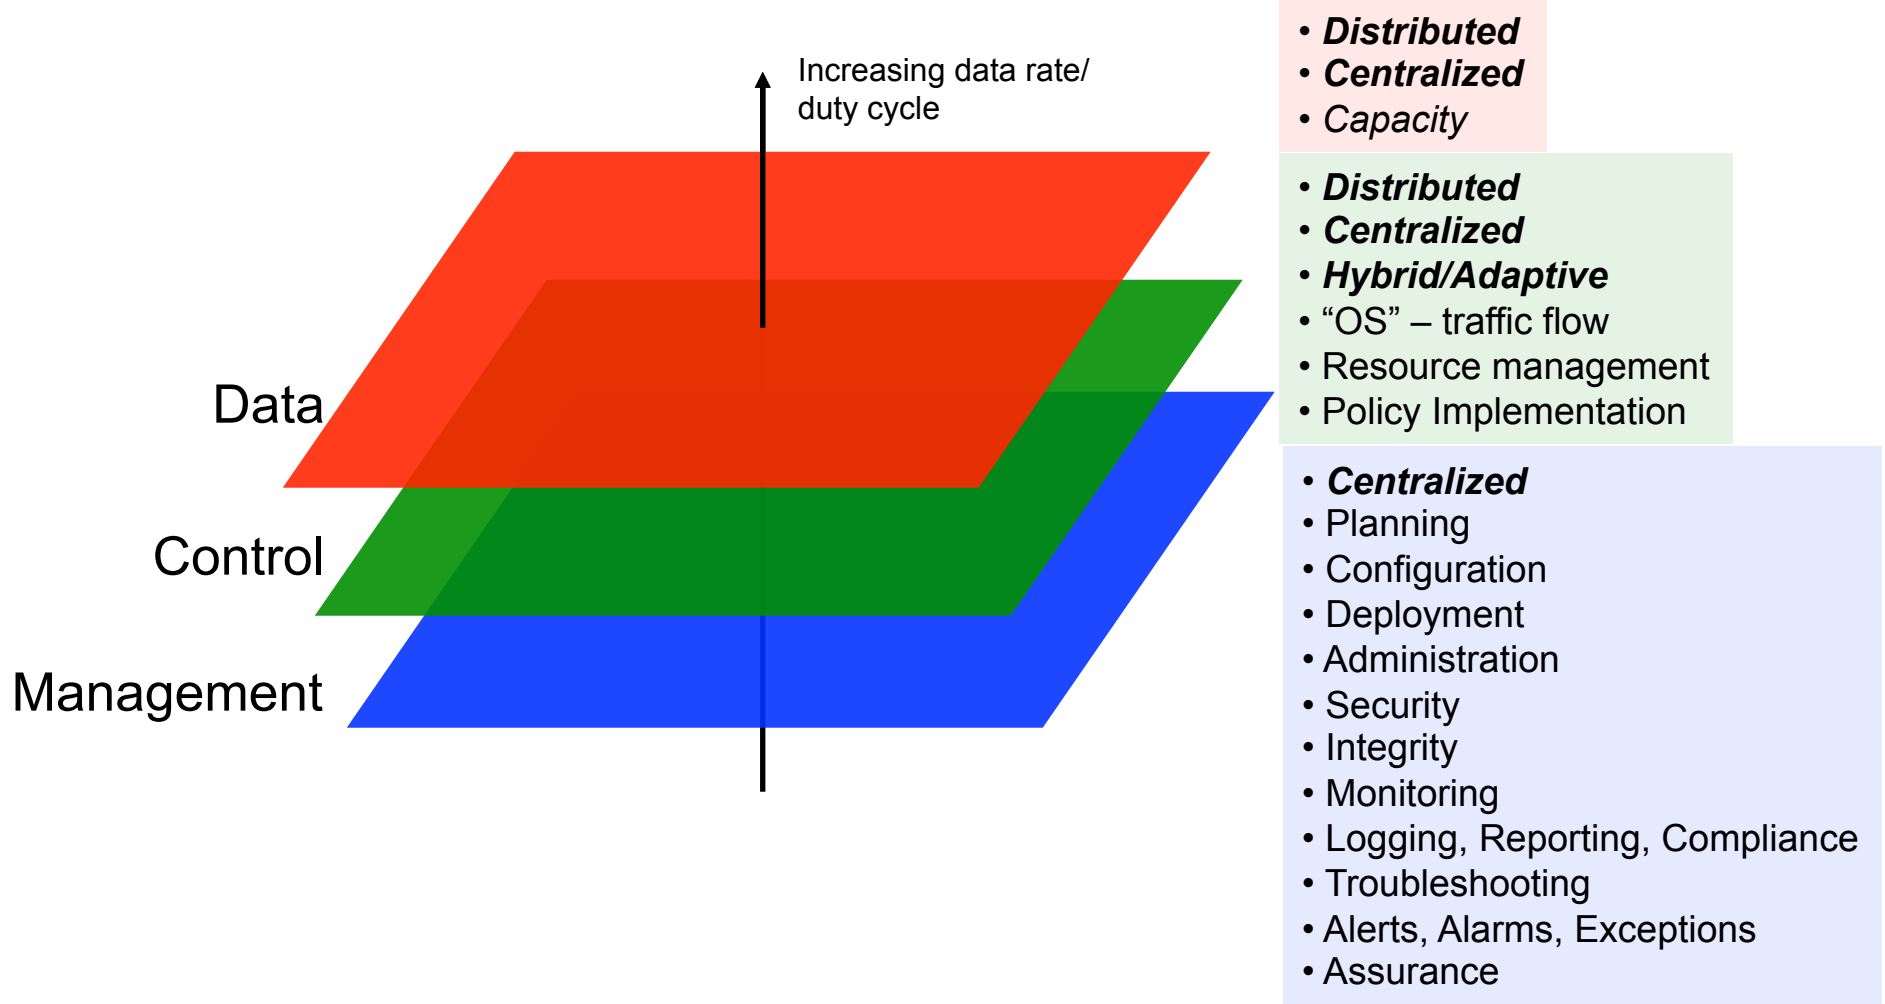 Increasing data rate/
duty cycle
Data
Control
Management
• Distributed
• Centralized
• Capacity
• Distributed
• Centralized
• Hybrid/Adaptive
• “OS” – traffic flow
• Resource management
• Policy Implementation
• Centralized
• Planning
• Configuration
• Deployment
• Administration
• Security
• Integrity
• Monitoring
• Logging, Reporting, Compliance
• Troubleshooting
• Alerts, Alarms, Exceptions
• Assurance